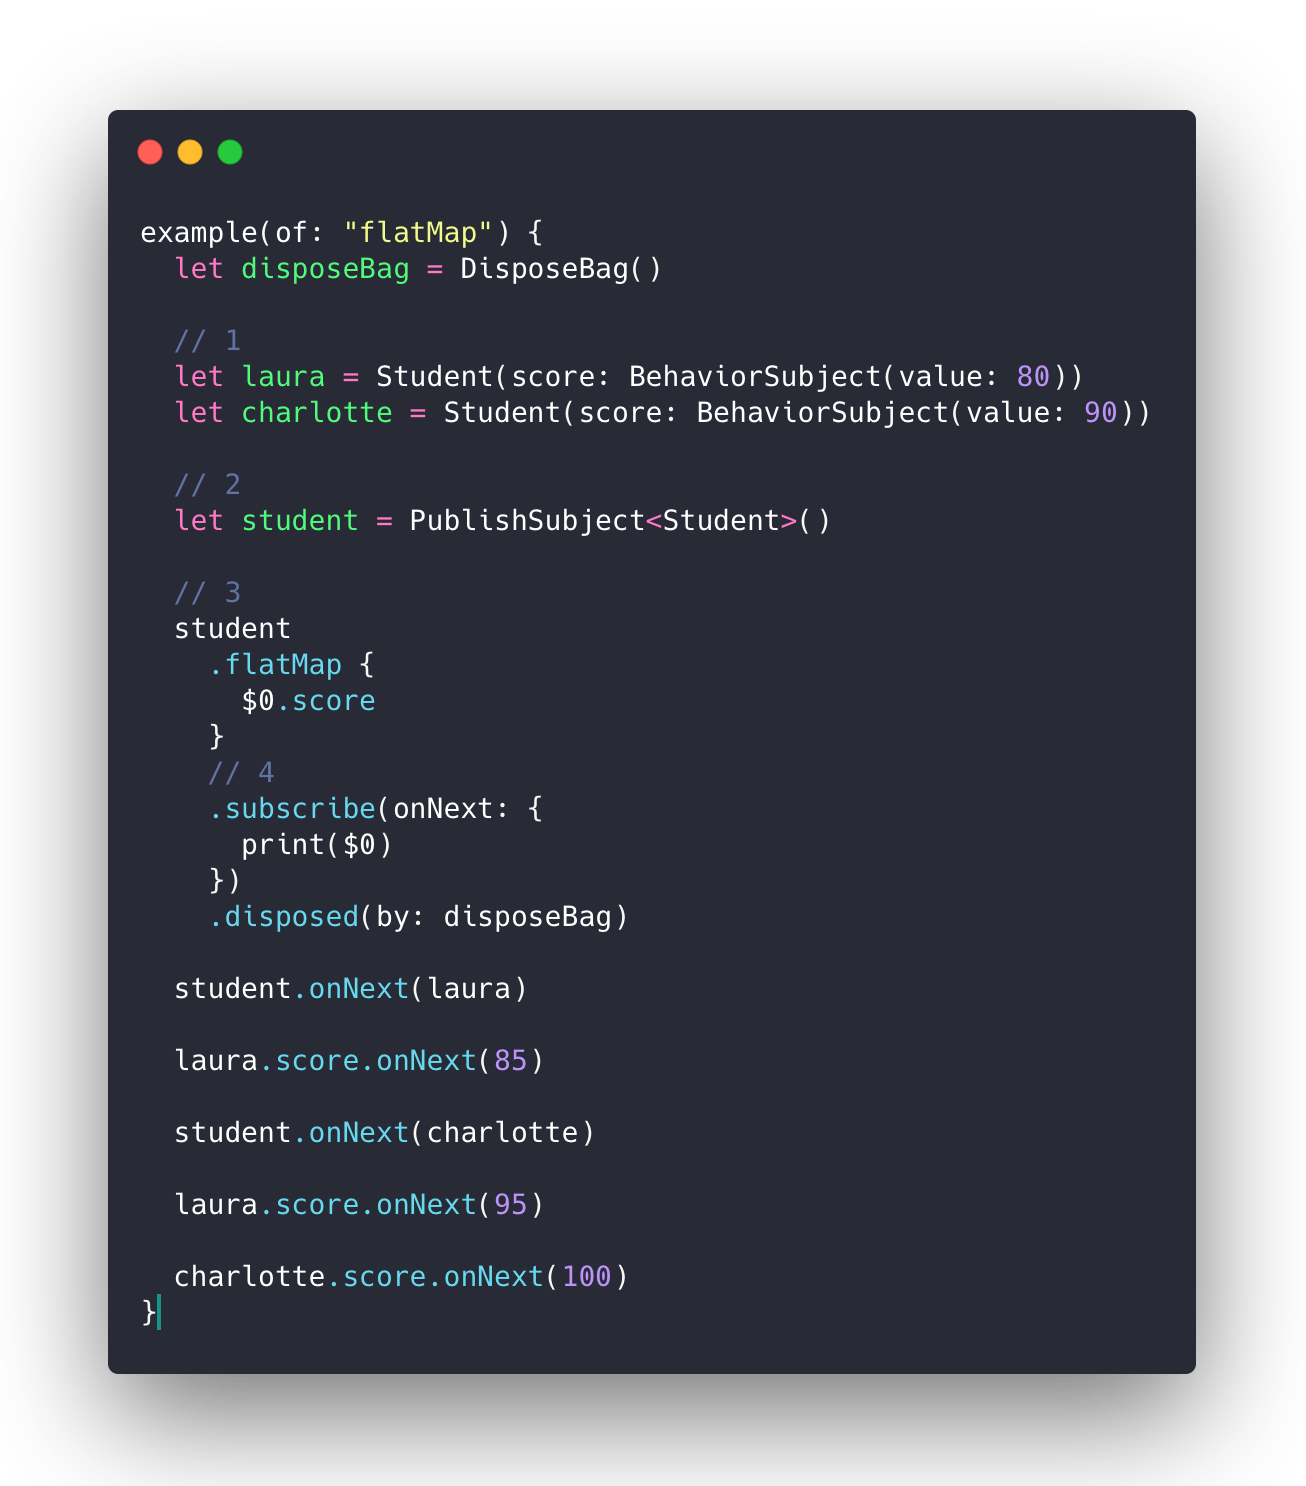 example(of: "flatMap") {
  let disposeBag = DisposeBag()

  // 1
  let laura = Student(score: BehaviorSubject(value: 80))
  let charlotte = Student(score: BehaviorSubject(value: 90))

  // 2
  let student = PublishSubject<Student>()

  // 3
  student
    .flatMap {
      $0.score
    }
    // 4
    .subscribe(onNext: {
      print($0)
    })
    .disposed(by: disposeBag)

  student.onNext(laura)

  laura.score.onNext(85)

  student.onNext(charlotte)

  laura.score.onNext(95)

  charlotte.score.onNext(100)
}